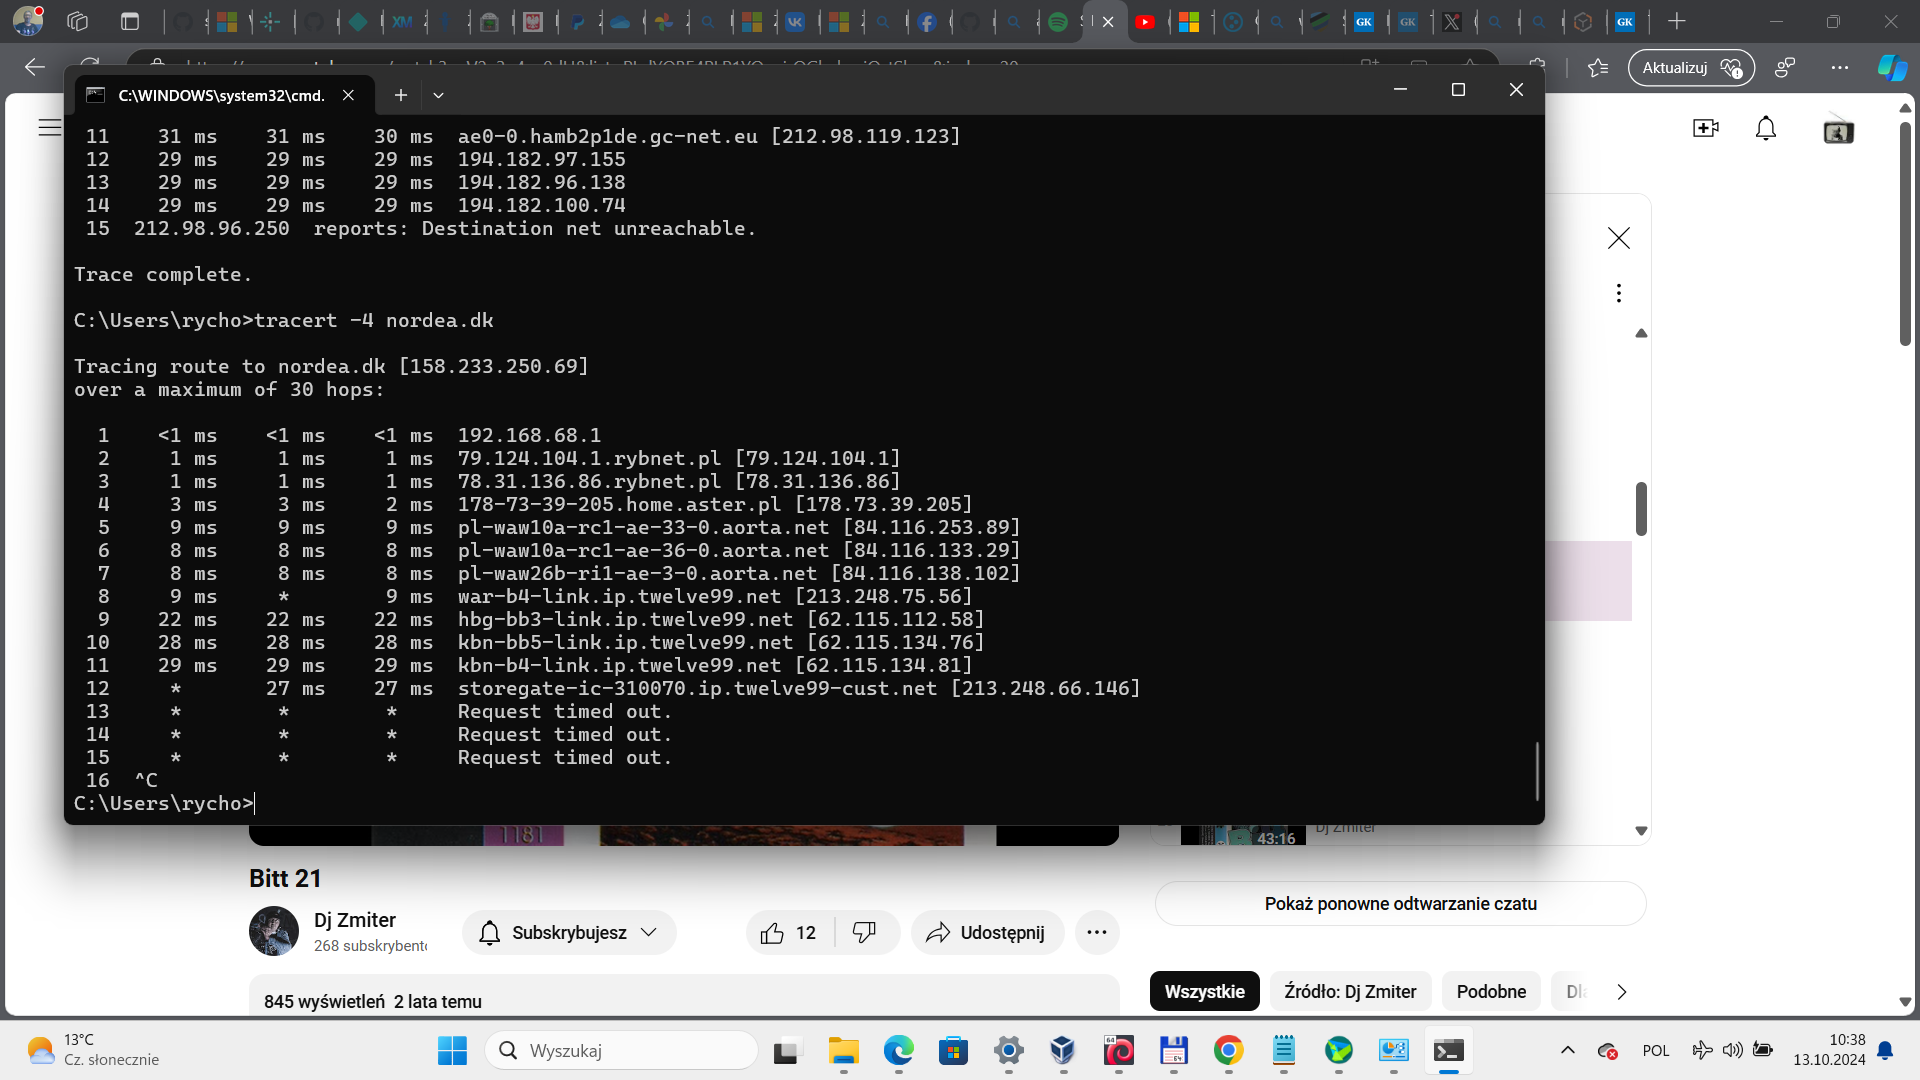 C:\WINDOWS\system32\cmd.
Aktualizuj
11 31 ms 31 ms 30 ms ae0-0.hamb2p1de.gc-net.eu [212.98.119.123]
12 29 ms 29 ms 29 ms 194.182.97.155
13 29 ms 29 ms 29 ms 194.182.96.138
14 29 ms 29 ms 29 ms 194.182.100.74
15 212.98.96.250 reports: Destination net unreachable.
Trace complete.
C:\Users\rycho>tracert -4 nordea.dk
Tracing route to nordea.dk [158.233.250.69]
over a maximum of 30 hops:
1 <1 ms <1 ms <1 ms 192.168.68.1
2 1 ms 1 ms 1 ms 79.124.104.1.rybnet.pl [79.124.104.1]
3 1 ms 1 ms 1 ms 78.31.136.86.rybnet.pl [78.31.136.86]
4 3 ms 3 ms 2 ms 178-73-39-205.home.aster.pl [178.73.39.205]
5 9 ms 9 ms 9 ms pl-waw10a-rc1-ae-33-0.aorta.net [84.116.253.89]
6 8 ms 8 ms 8 ms pl-waw10a-rc1-ae-36-0.aorta.net [84.116.133.29]
7 8 ms 8 ms 8 ms pl-waw26b-ri1-ae-3-0.aorta.net [84.116.138.102]
8 9 ms * 9 ms war-b4-link.ip.twelve99.net [213.248.75.56]
9 22 ms 22 ms 22 ms hbg-bb3-link.ip.twelve99.net [62.115.112.58]
10 28 ms 28 ms 28 ms kbn-bb5-link.ip.twelve99.net [62.115.134.76]
11 29 ms 29 ms 29 ms kbn-b4-link.ip.twelve99.net [62.115.134.81]
12 * 27 ms 27 ms storegate-ic-310070.ip.twelve99-cust.net [213.248.66.146]
13 * * * Request timed out.
14 * * * Request timed out.
15 * * * Request timed out.
16 ^C
C:\Users\rycho>
1181
43:16
Dj Zmiter
Bitt 21
Dj Zmiter
268 subskrybentó
Subskrybujesz
12
Udostępnij
845 wyświetleń 2 lata temu
Pokaż ponowne odtwarzanie czatu
Wszystkie
Źródło: Dj Zmiter
Podobne
13°C
Cz. słonecznie
Wyszukaj
POL
10:38
13.10.2024